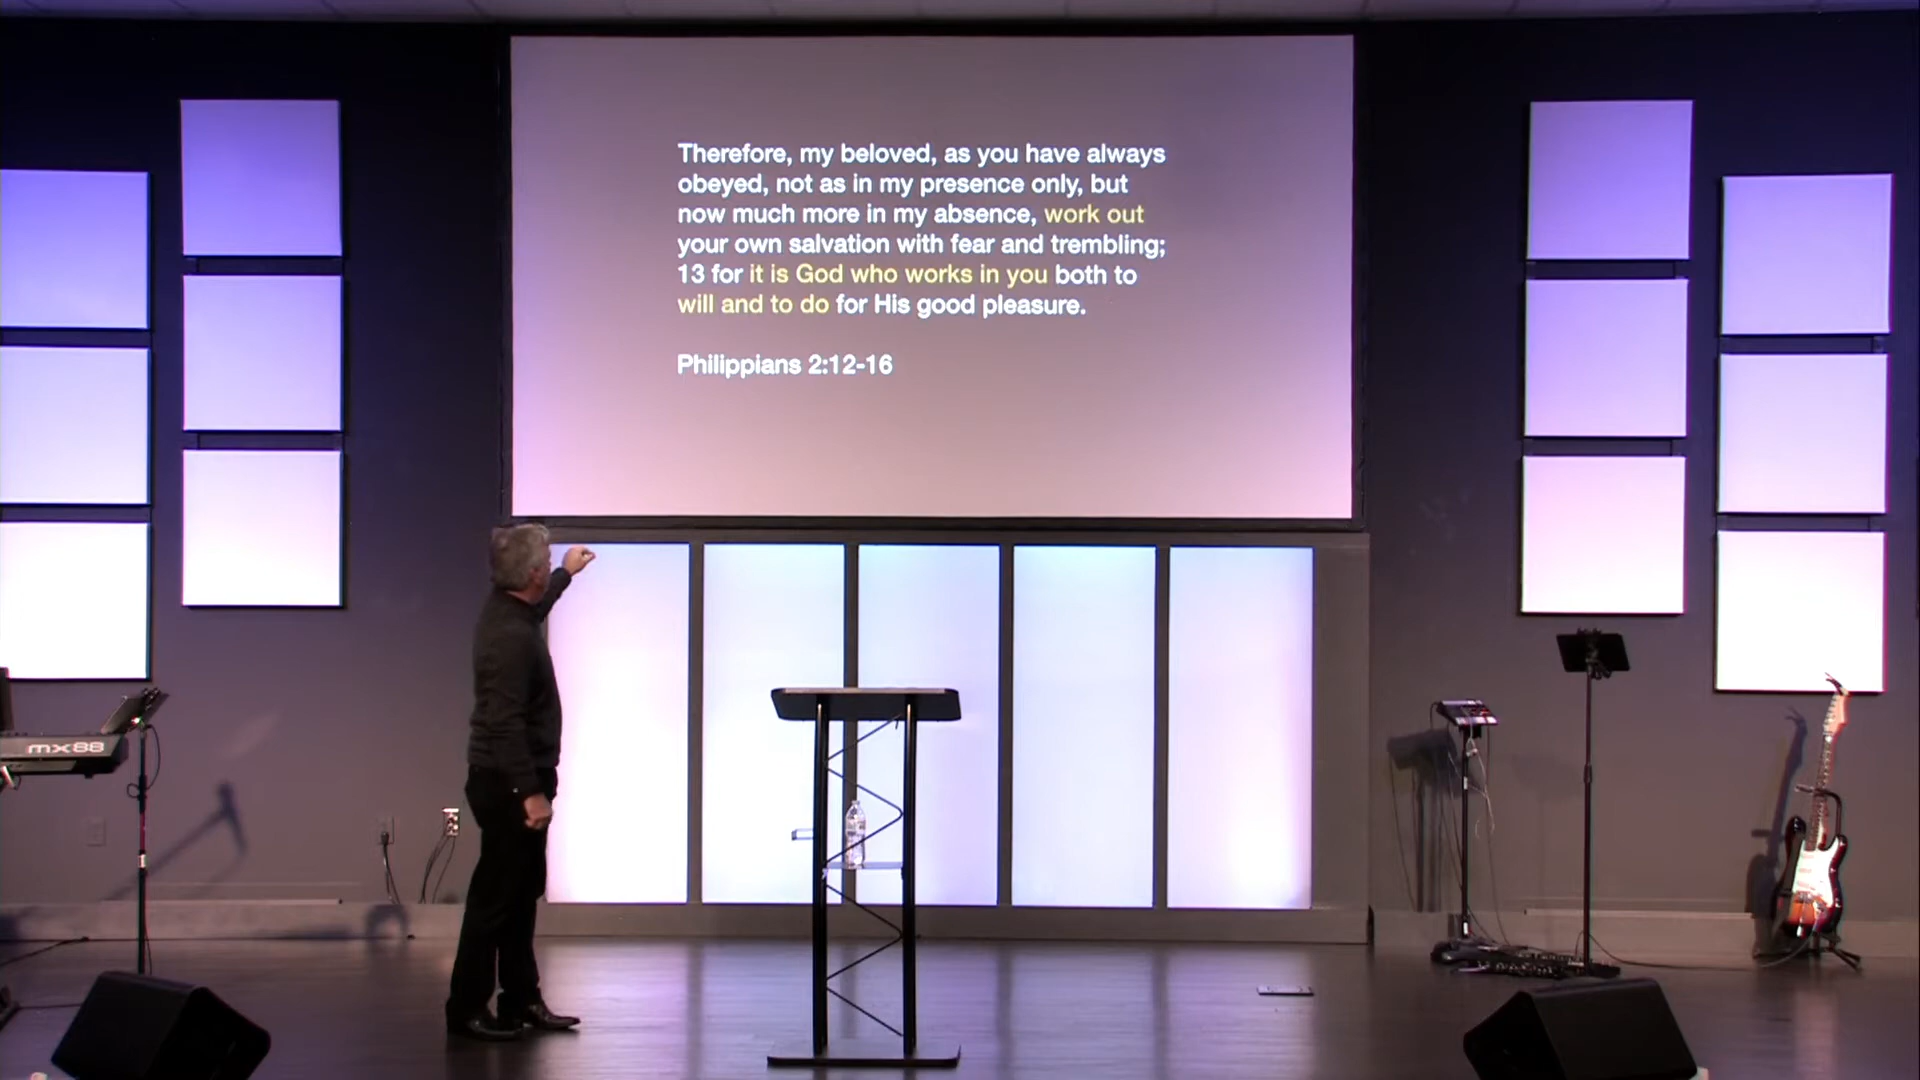 Therefore, my beloved, as you have always
obeyed, not as in my presence only, but
now much more in my absence, work out
your own salvation with fear and trembling;
13 for it is God who works in you both to
will and to do for His good pleasure.
Philippians 2:12-16
mx88